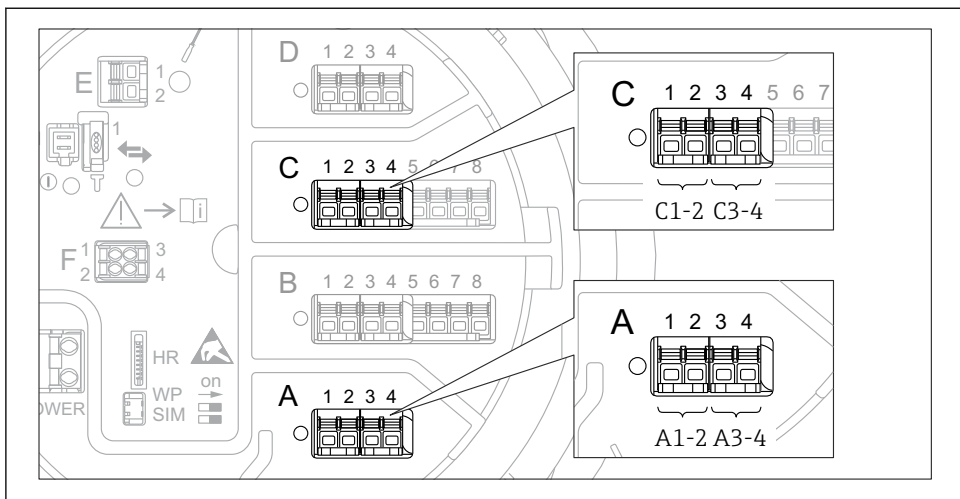 D 1 2 3 4
E 1
2
1
C 1 2 3 4 5 6 7 8
i
F 1 3
2 4
B 1 2 3 4 5 6 7 8
HR
WP
SIM
on
OWER
A 1 2 3 4
C 1 2 3 4 5 6 7
C1-2 C3-4
A 1 2 3 4
A1-2 A3-4